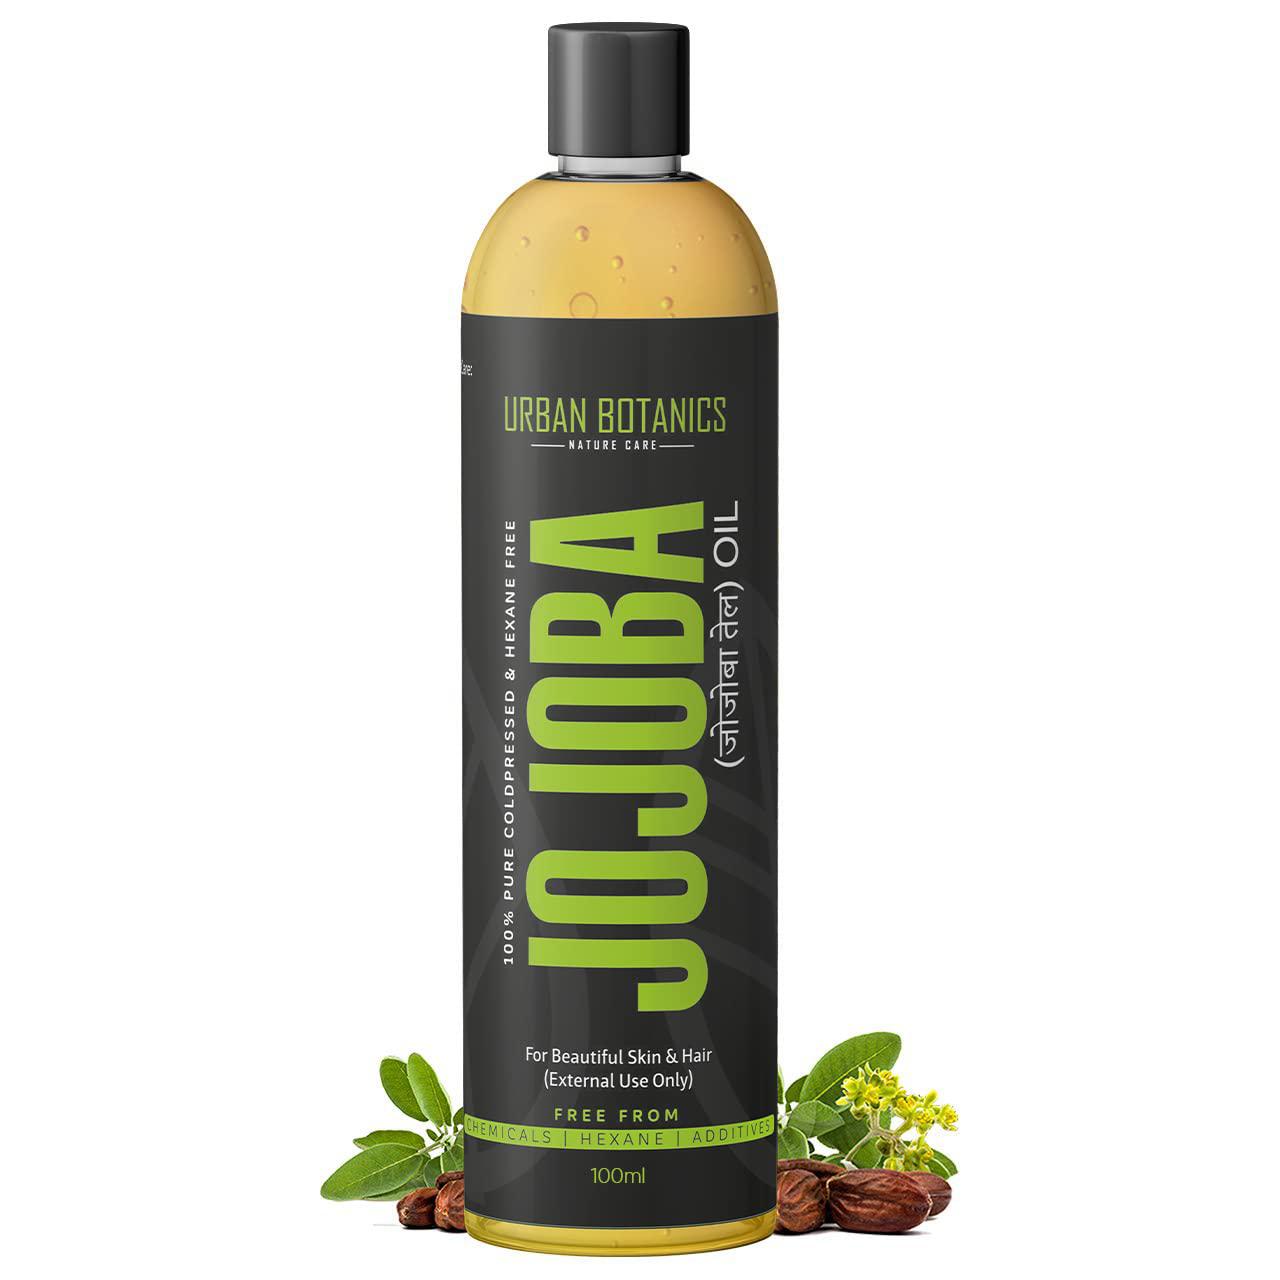 URBAN BOTANICS
NATURE CARE
100% PURE COLDPRESSED & HEXANE FREE
JOJOBA
(जोजोबा तेल) OIL
For Beautiful Skin & Hair
(External Use Only)
FREE FROM
CHEMICALS | HEXANE | ADDITIVES
100ml